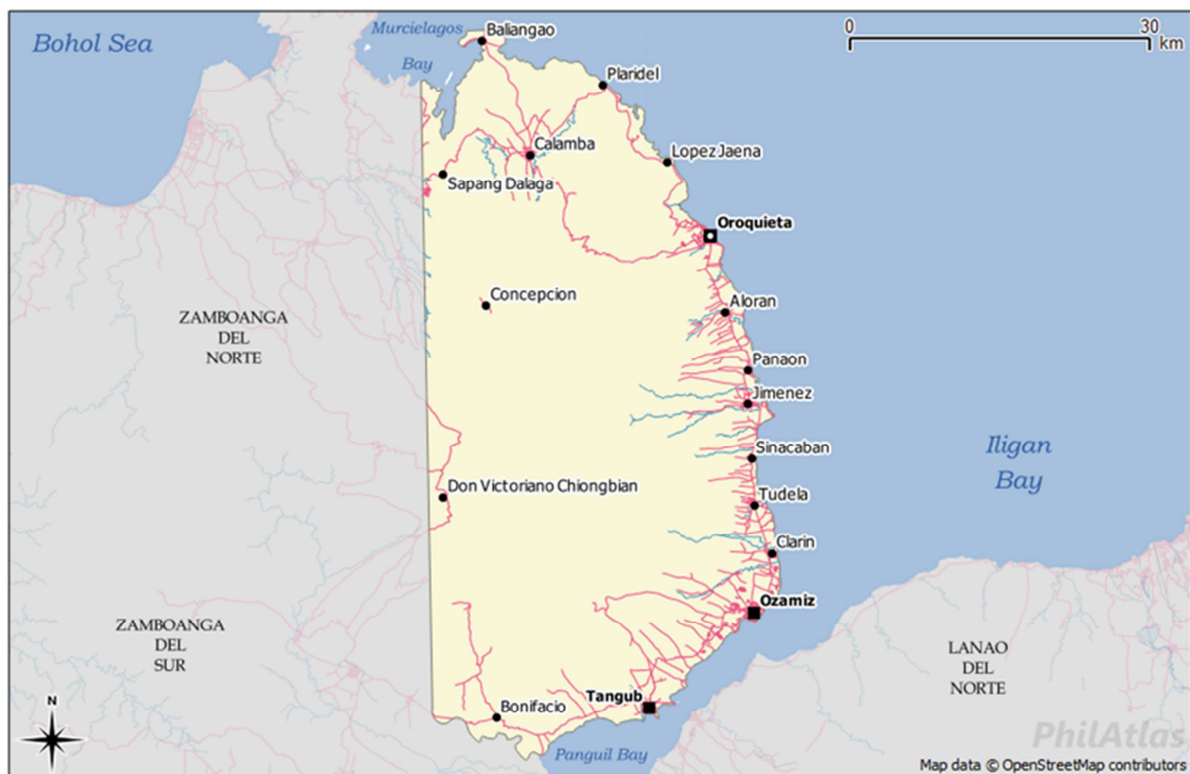 Bohol Sea
Murcielagos
Bay
Baliangao
0
30
km
Plaridel
Calamba
Lopez Jaena
Sapang Dalaga
Oroquieta
Concepcion
Aloran
ZAMBOANGA
DEL
NORTE
Panaon
Jimenez
Sinacaban
Iligan
Bay
Don Victoriano Chiongbian
Tudela
Clarin
Ozamiz
ZAMBOANGA
DEL
SUR
LANAO
DEL
NORTE
N
Tangub
Bonifacio
Panguil Bay
PhilAtlas
Map data © OpenStreetMap contributors